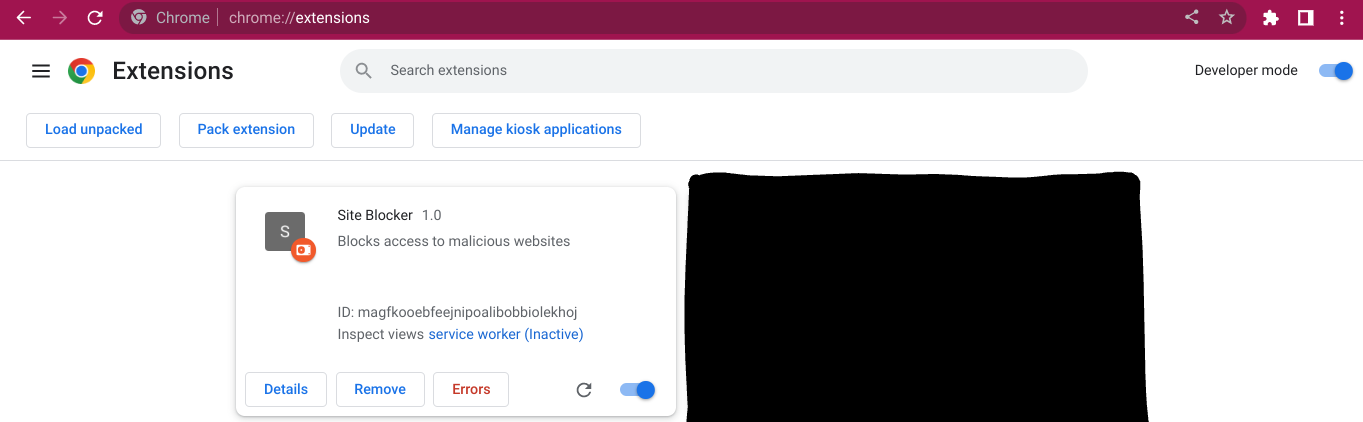 Chrome chrome://extensions
Extensions
Search extensions
Developer mode
Load unpacked
Pack extension
Update
Manage kiosk applications
S
Site Blocker 1.0
Blocks access to malicious websites
ID: magfkooebfeejnipoalibobbiolekhoj
Inspect views service worker (Inactive)
Details
Remove
Errors